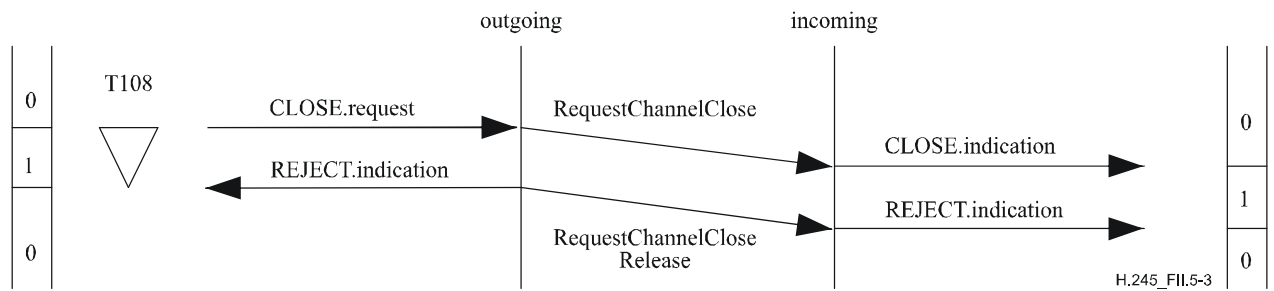 outgoing
incoming
T108
0
CLOSE.request
RequestChannelClose
0
1
REJECT.indication
CLOSE.indication
REJECT.indication
1
0
RequestChannelClose
Release
0
H.245_FII.5-3